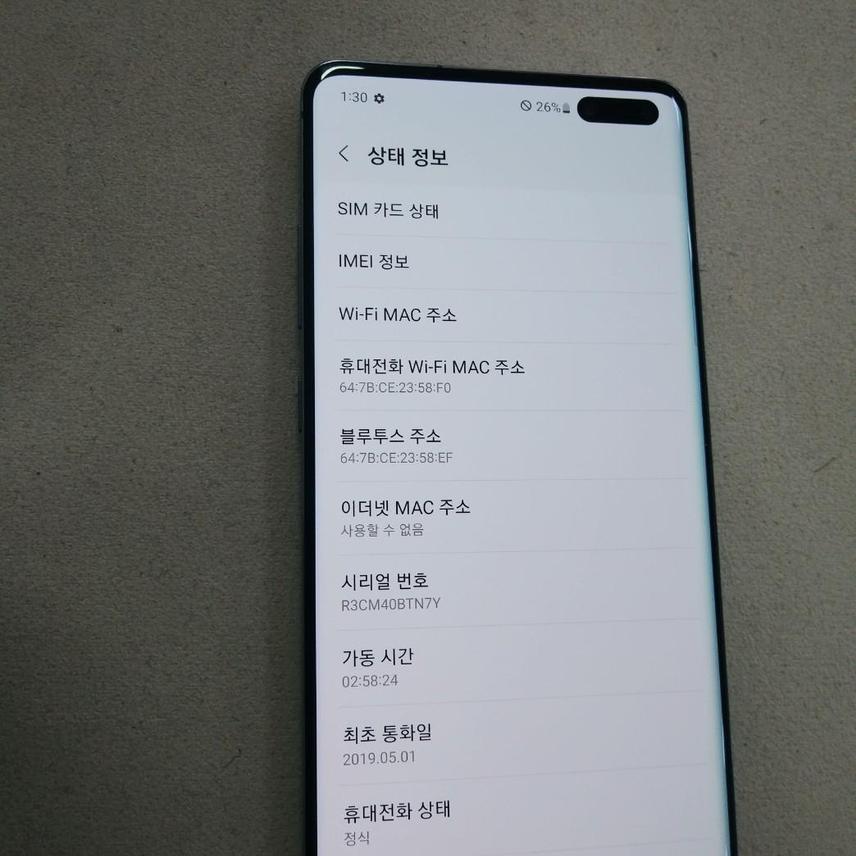 1:30 26%
상태 정보
SIM 카드 상태
IMEI 정보
Wi-Fi MAC 주소
휴대전화 Wi-Fi MAC 주소
64:7B:CE:23:58:F0
블루투스 주소
64:7B:CE:23:58:EF
이더넷 MAC 주소
사용할 수 없음
시리얼 번호
R3CM40BTN7Y
가동 시간
02:58:24
최초 통화일
2019.05.01
휴대전화 상태
정식